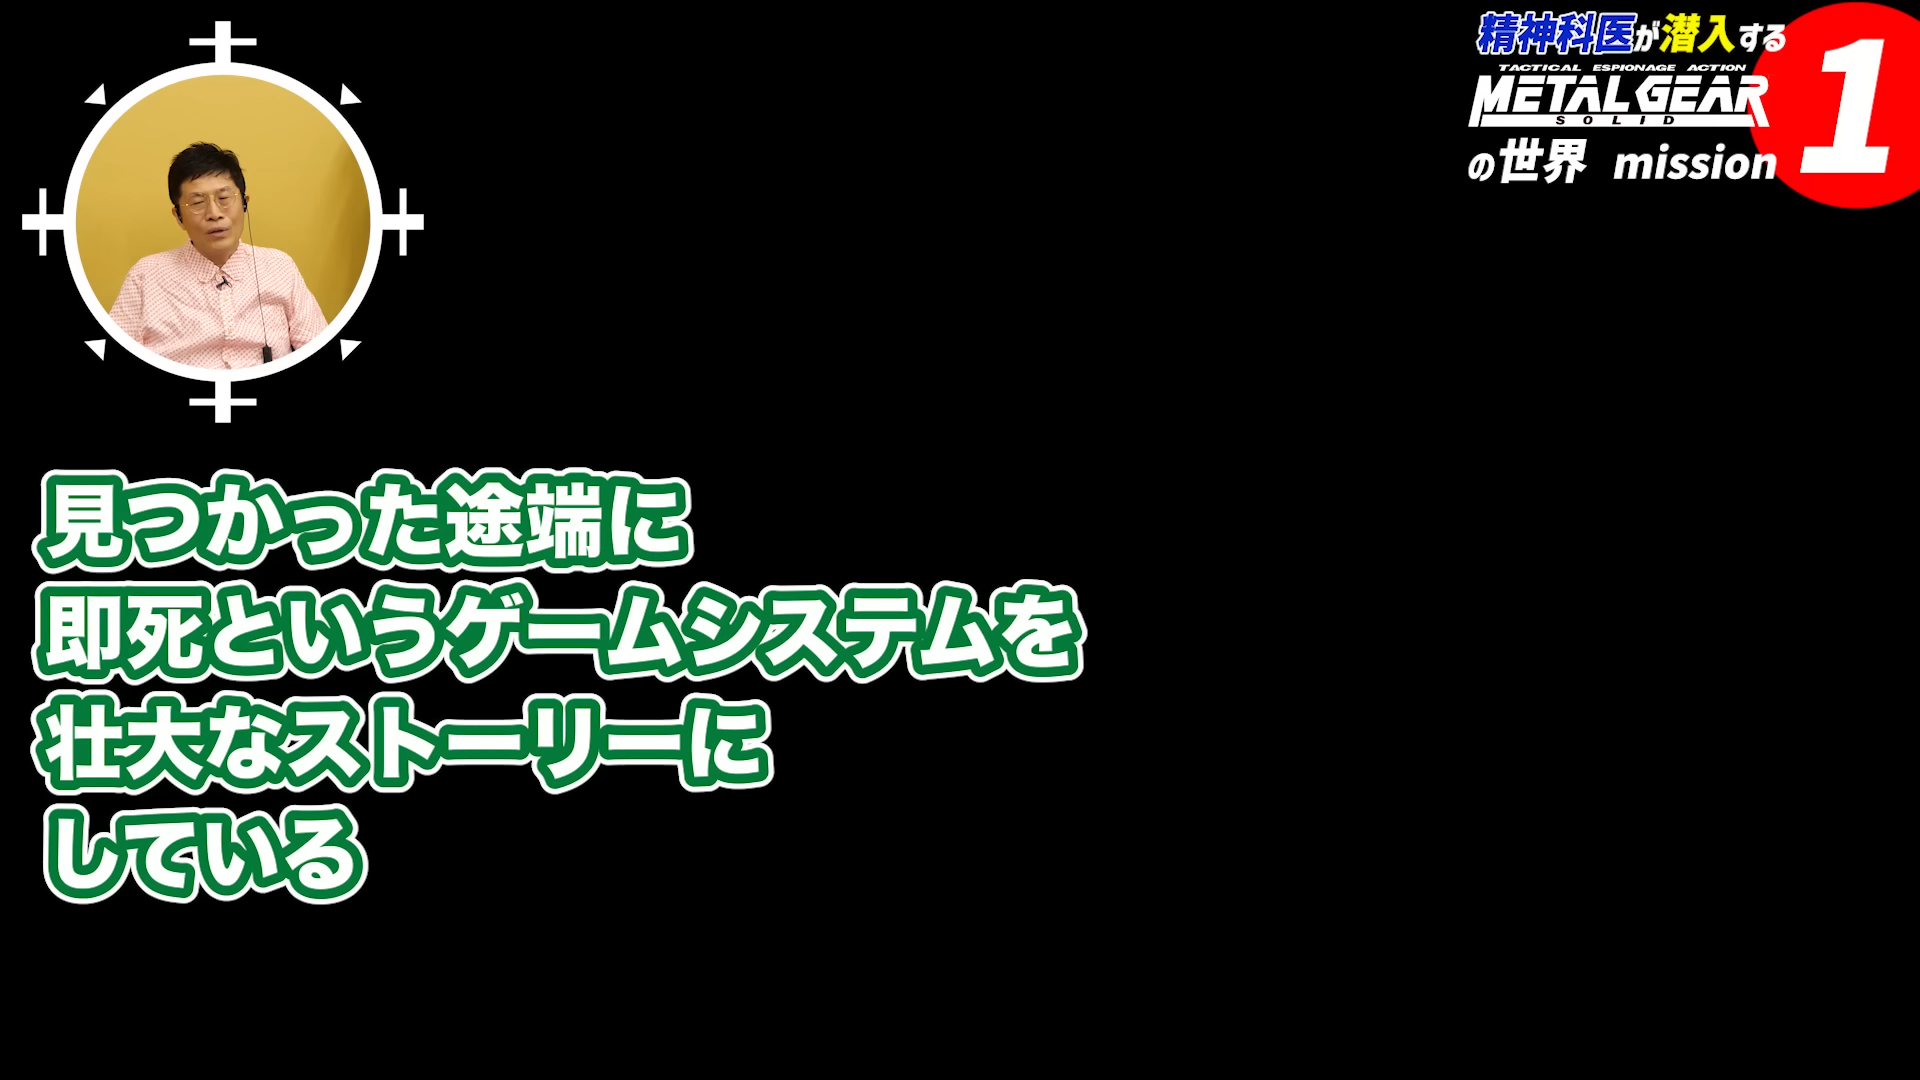 精神科医が潜入する
TACTICAL ESPIONAGE ACTION
METAL GEAR
SOLID
の世界 mission 1
見つかった途端に
即死というゲームシステムを
壮大なストーリーに
している